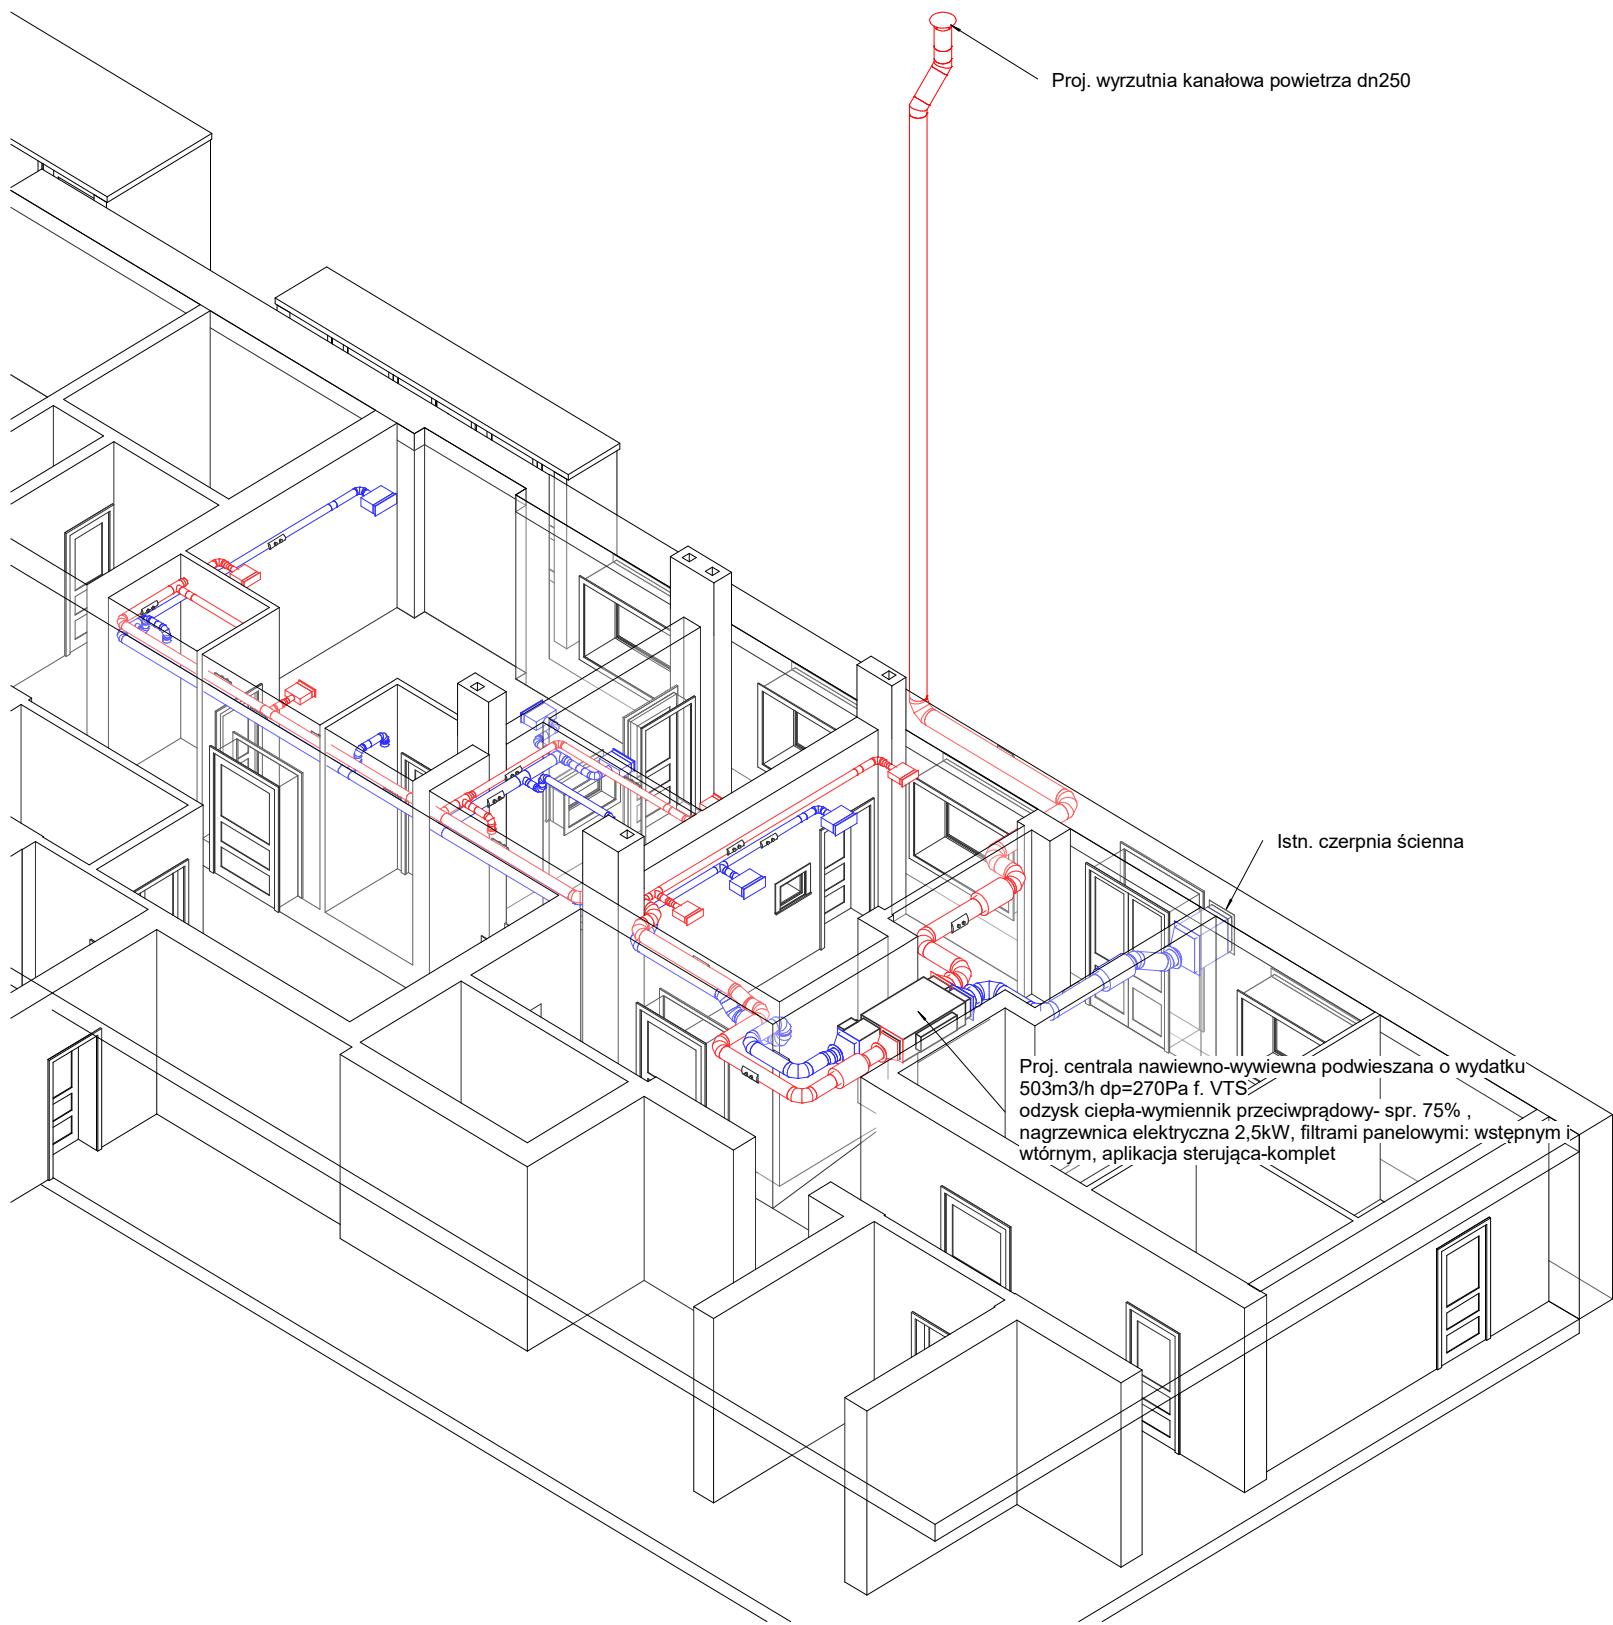 Proj. wyrzutnia kanałowa powietrza dn250
Istn. czerpnia ścienna
Proj. centrala nawiewno-wywiewna podwieszana o wydatku
503m3/h dp=270Pa f. VTS
odzysk ciepła-wymiennik przeciwprądowy- spr. 75% ,
nagrzewnica elektryczna 2,5kW, filtrami panelowymi: wstępnym i
wtórnym, aplikacja sterująca-komplet